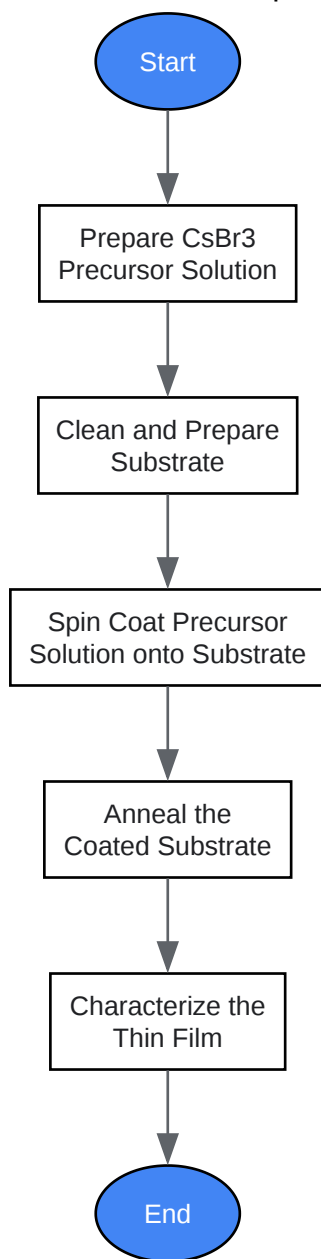 Start
Prepare CsBr3
Precursor Solution
Clean and Prepare
Substrate
Spin Coat Precursor
Solution onto Substrate
Anneal the
Coated Substrate
Characterize the
Thin Film
End